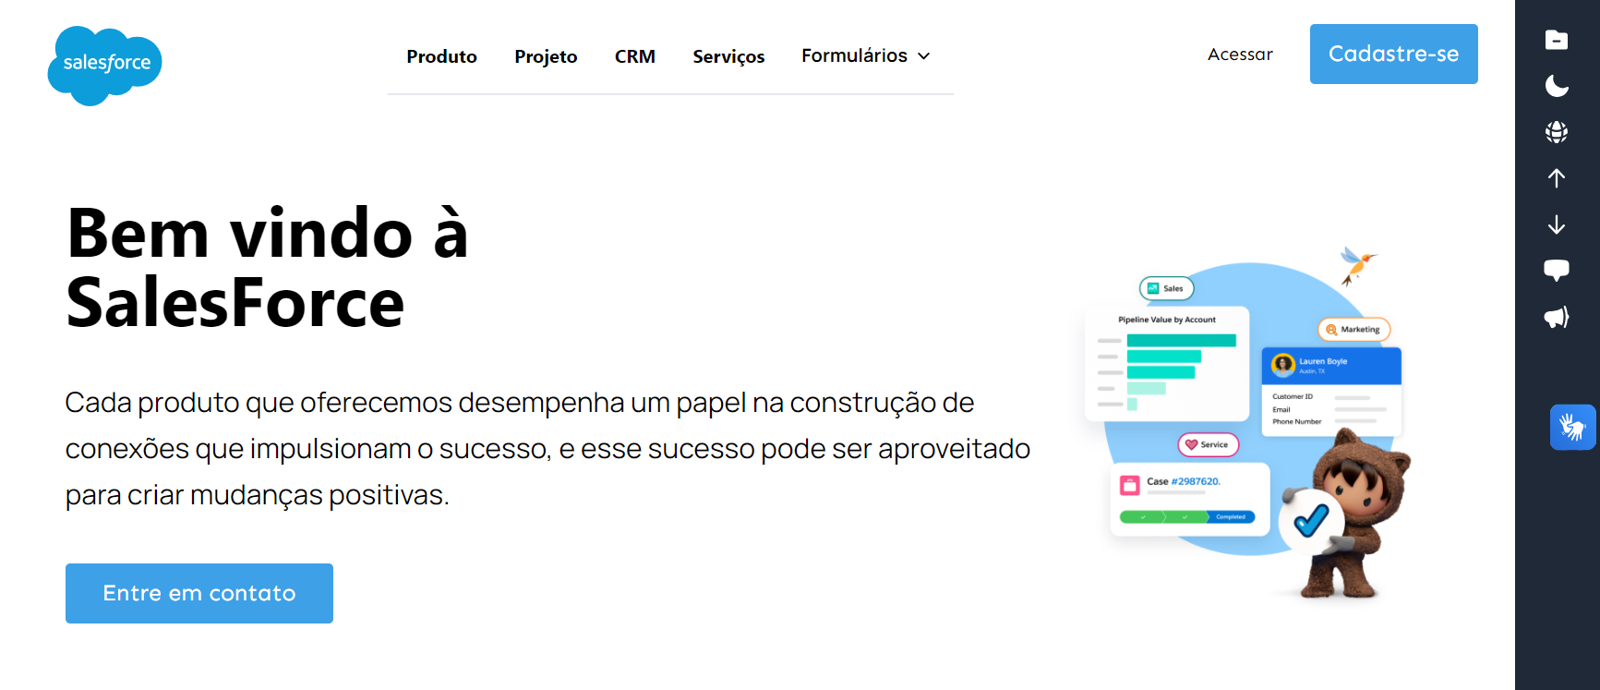 salesforce
Produto Projeto CRM Serviços Formulários
Acessar Cadastre-se
Bem vindo à
SalesForce
Cada produto que oferecemos desempenha um papel na construção de
conexões que impulsionam o sucesso, e esse sucesso pode ser aproveitado
para criar mudanças positivas.
Entre em contato
Sales
Pipeline Value by Account
Marketing
Lauren Boyle
Austin, TX
Customer ID
Email
Phone Number
Service
Case #2987620.
Completed